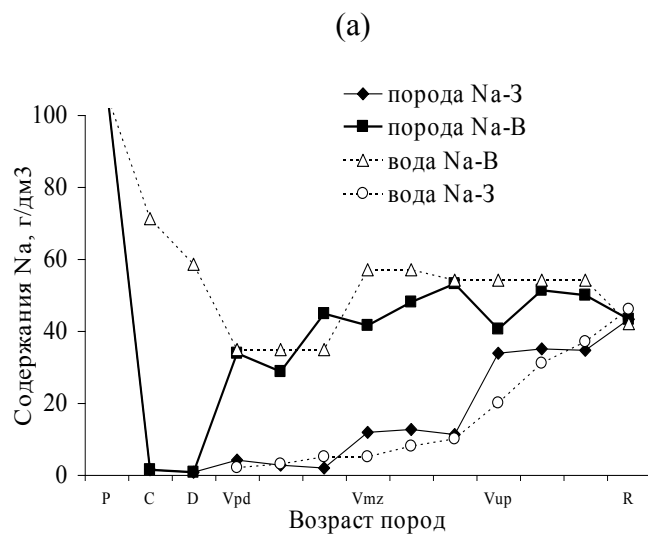 (а)
порода Na-З
порода Na-В
вода Na-В
вода Na-З
Содержания Na, г/дм3
100
80
60
40
20
0
P C D Vpd Vmz Vup R
Возраст пород